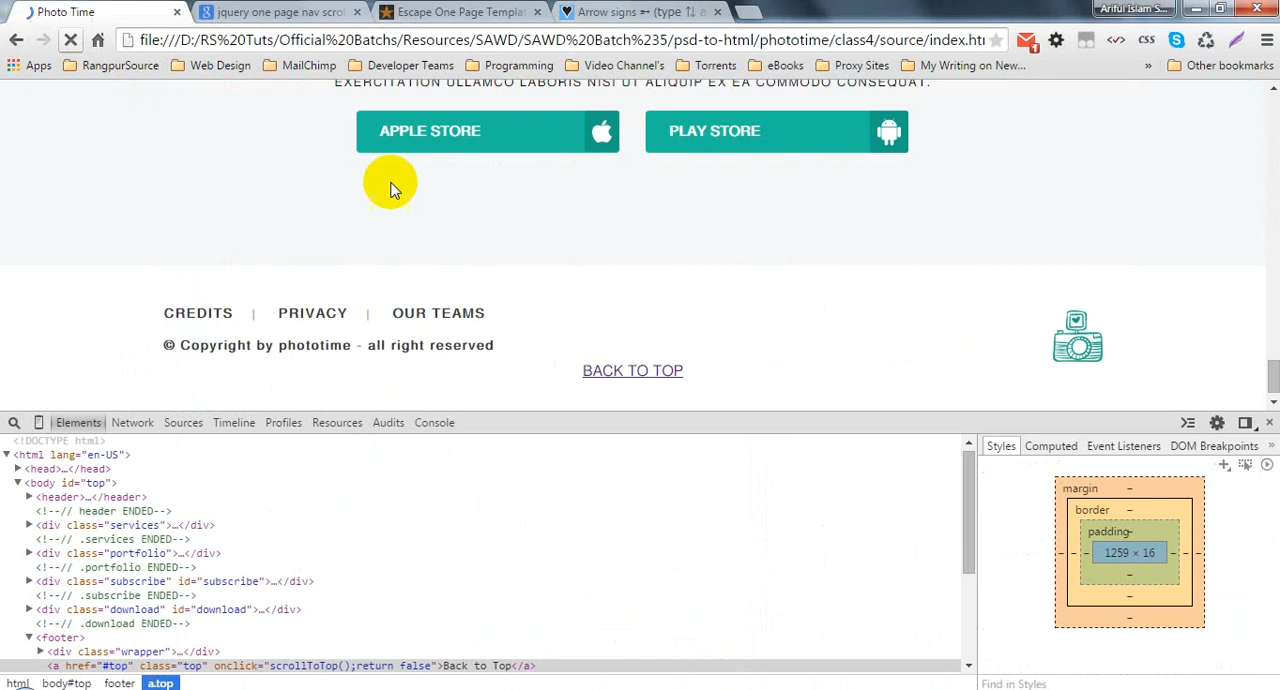 Photo Time
jquery one page nav scrol
Escape One Page Templat
Arrow signs ➵ (type ⇅ a
Ariful Islam S...
file:///D:/RS%20Tuts/Official%20Batchs/Resources/SAWD/SAWD%20Batch%235/psd-to-html/phototime/class4/source/index.htm
1
CSS
Apps
RangpurSource
Web Design
MailChimp
Developer Teams
Programming
Video Channel's
Torrents
eBooks
Proxy Sites
My Writing on New...
»
Other bookmarks
EXERCITATION ULLAMCO LABORIS NISI UT ALIQUIP EX EA COMMODO CONSEQUAT.
APPLE STORE
PLAY STORE
CREDITS | PRIVACY | OUR TEAMS
© Copyright by phototime - all right reserved
BACK TO TOP
Elements Network Sources Timeline Profiles Resources Audits Console
<!DOCTYPE html>
<html lang="en-US">
<head>…</head>
<body id="top">
<header>…</header>
<!--// header ENDED-->
<div class="services">…</div>
<!--// .services ENDED-->
<div class="portfolio">…</div>
<!--// .portfolio ENDED-->
<div class="subscribe" id="subscribe">…</div>
<!--// .subscribe ENDED-->
<div class="download" id="download">…</div>
<!--// .download ENDED-->
<footer>
<div class="wrapper">…</div>
<a href="#top" class="top" onclick="scrollToTop();return false">Back to Top</a>
html body#top footer a.top
Styles Computed Event Listeners DOM Breakpoints »
margin –
border –
padding –
– – – 1259 × 16 – – –
–
–
–
Find in Styles